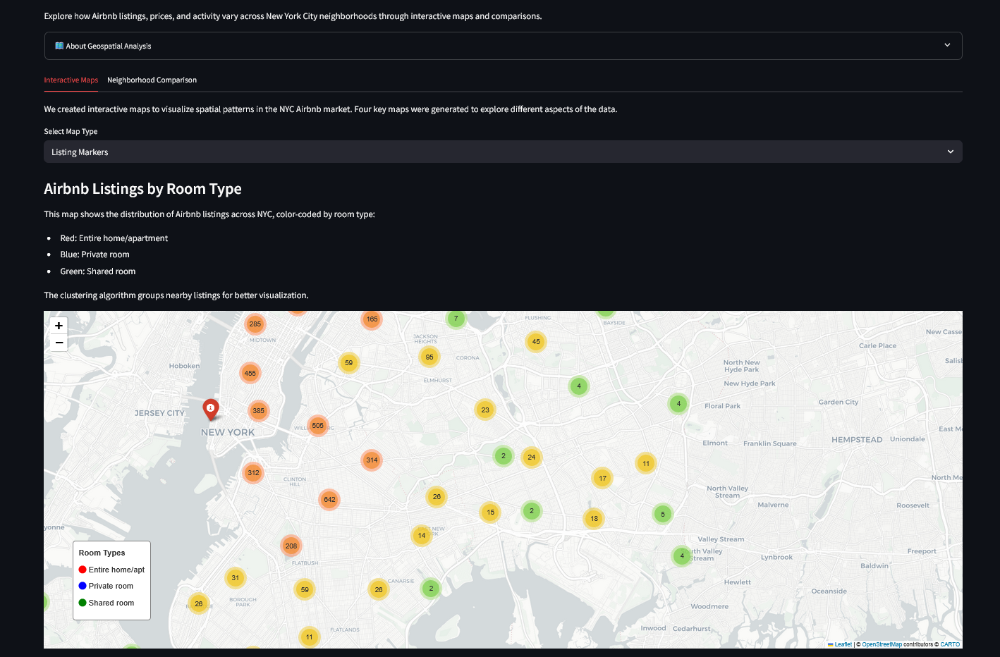 Explore how Airbnb listings, prices, and activity vary across New York City neighborhoods through interactive maps and comparisons.
About Geospatial Analysis
Interactive Maps
Neighborhood Comparison
We created interactive maps to visualize spatial patterns in the NYC Airbnb market. Four key maps were generated to explore different aspects of the data.
Select Map Type
Listing Markers
Airbnb Listings by Room Type
This map shows the distribution of Airbnb listings across NYC, color-coded by room type:
• Red: Entire home/apartment
• Blue: Private room
• Green: Shared room
The clustering algorithm groups nearby listings for better visualization.
+
−
285
MIDTOWN
165
7
FLUSHING
BAYSIDE
45
New Casse
Carle Place
JACKSON
HEIGHTS
95
CORONA
59
Hoboken
455
ELMHURST
North New
Hyde Park
Salisb
New Hyde Park
4
4
Floral Park
Garden City
JERSEY CITY
385
23
NEW YORK
505
East M
HEMPSTEAD
Uniondale
Elmont
Franklin Square
314
2
24
11
312
CLINTON
HILL
17
North Me
642
26
North Valley
Stream
Malverne
Roosevelt
15
2
18
5
yonne
14
Valley Stream
208
FLATBUSH
4
uth Valley
Stream
Lynbrook
Freeport
Baldwin
Room Types
Entire home/apt
Private room
Shared room
31
59
26
CANARSIE
2
Hewlett
Oceanside
26
BOROUGH
PARK
Woodmere
11
FLATLANDS
Inwood
Cedarhurst
Leaflet | © OpenStreetMap contributors © CARTO